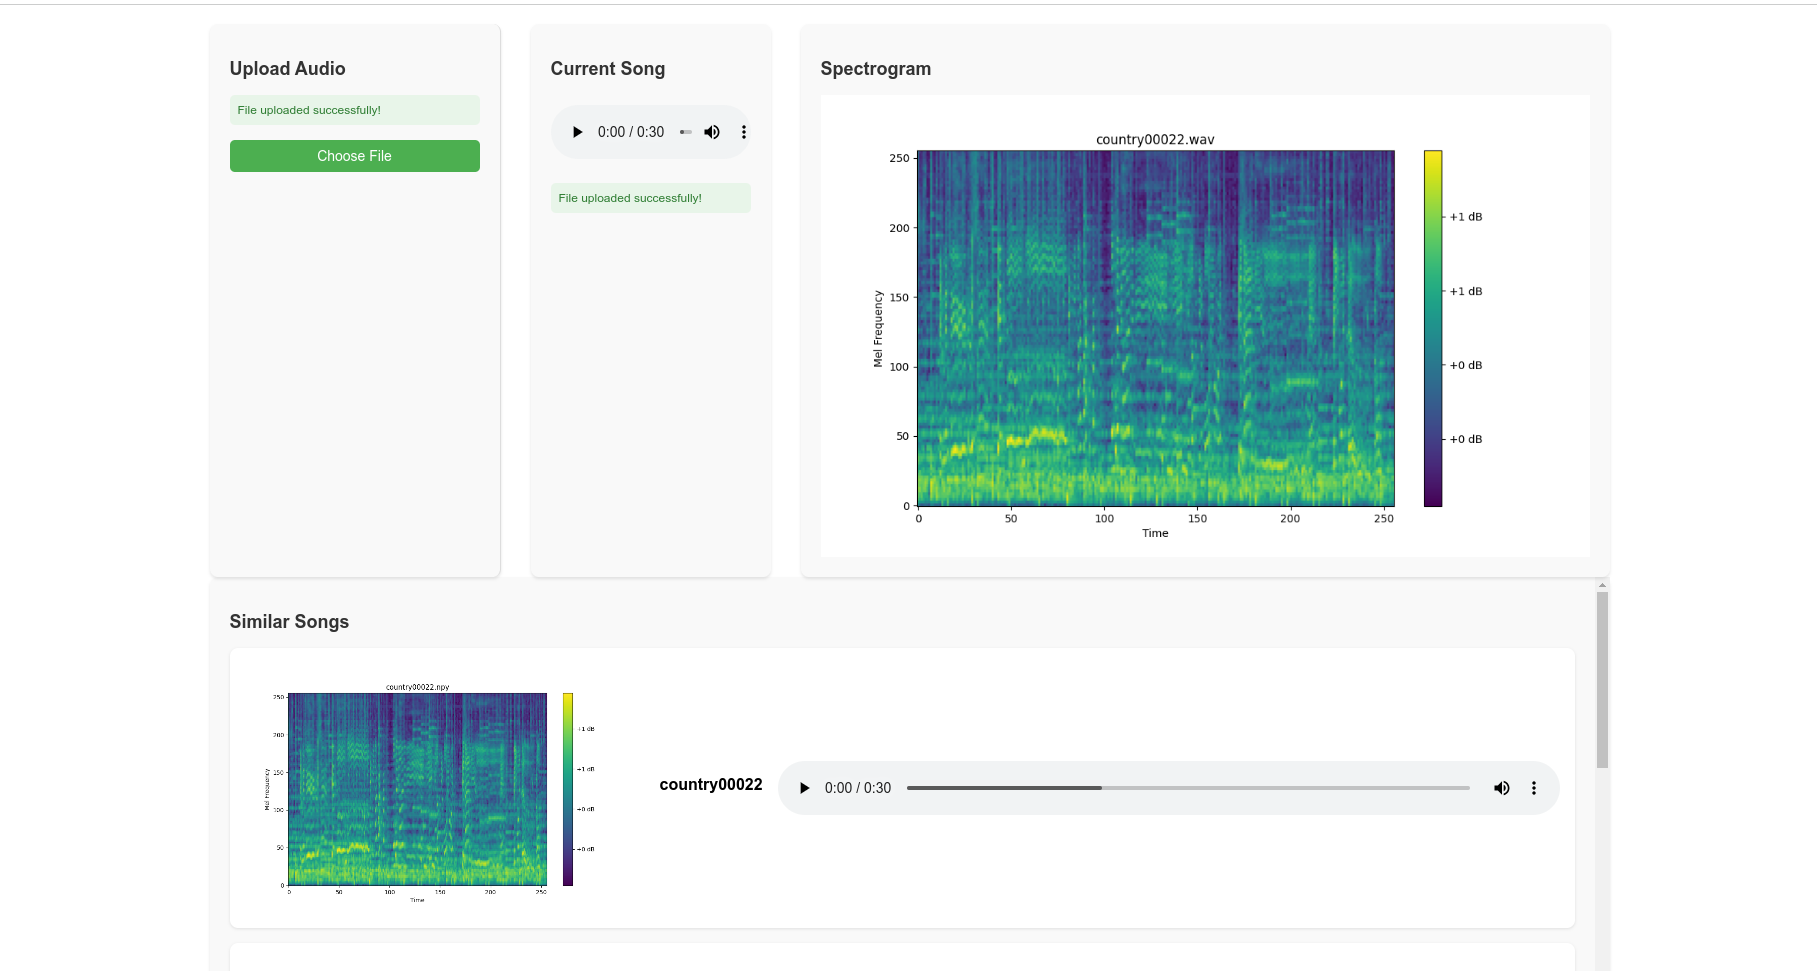 Upload Audio
File uploaded successfully!
Choose File
Current Song
0:00 / 0:30
File uploaded successfully!
Spectrogram
country00022.wav
250
200
150
100
50
0
Mel Frequency
0 50 100 150 200 250
Time
+1 dB
+1 dB
+0 dB
+0 dB
Similar Songs
country00022.npy
250
200
150
100
50
0
Mel Frequency
0 50 100 150 200 250
Time
+1 dB
+1 dB
+0 dB
+0 dB
country00022
0:00 / 0:30